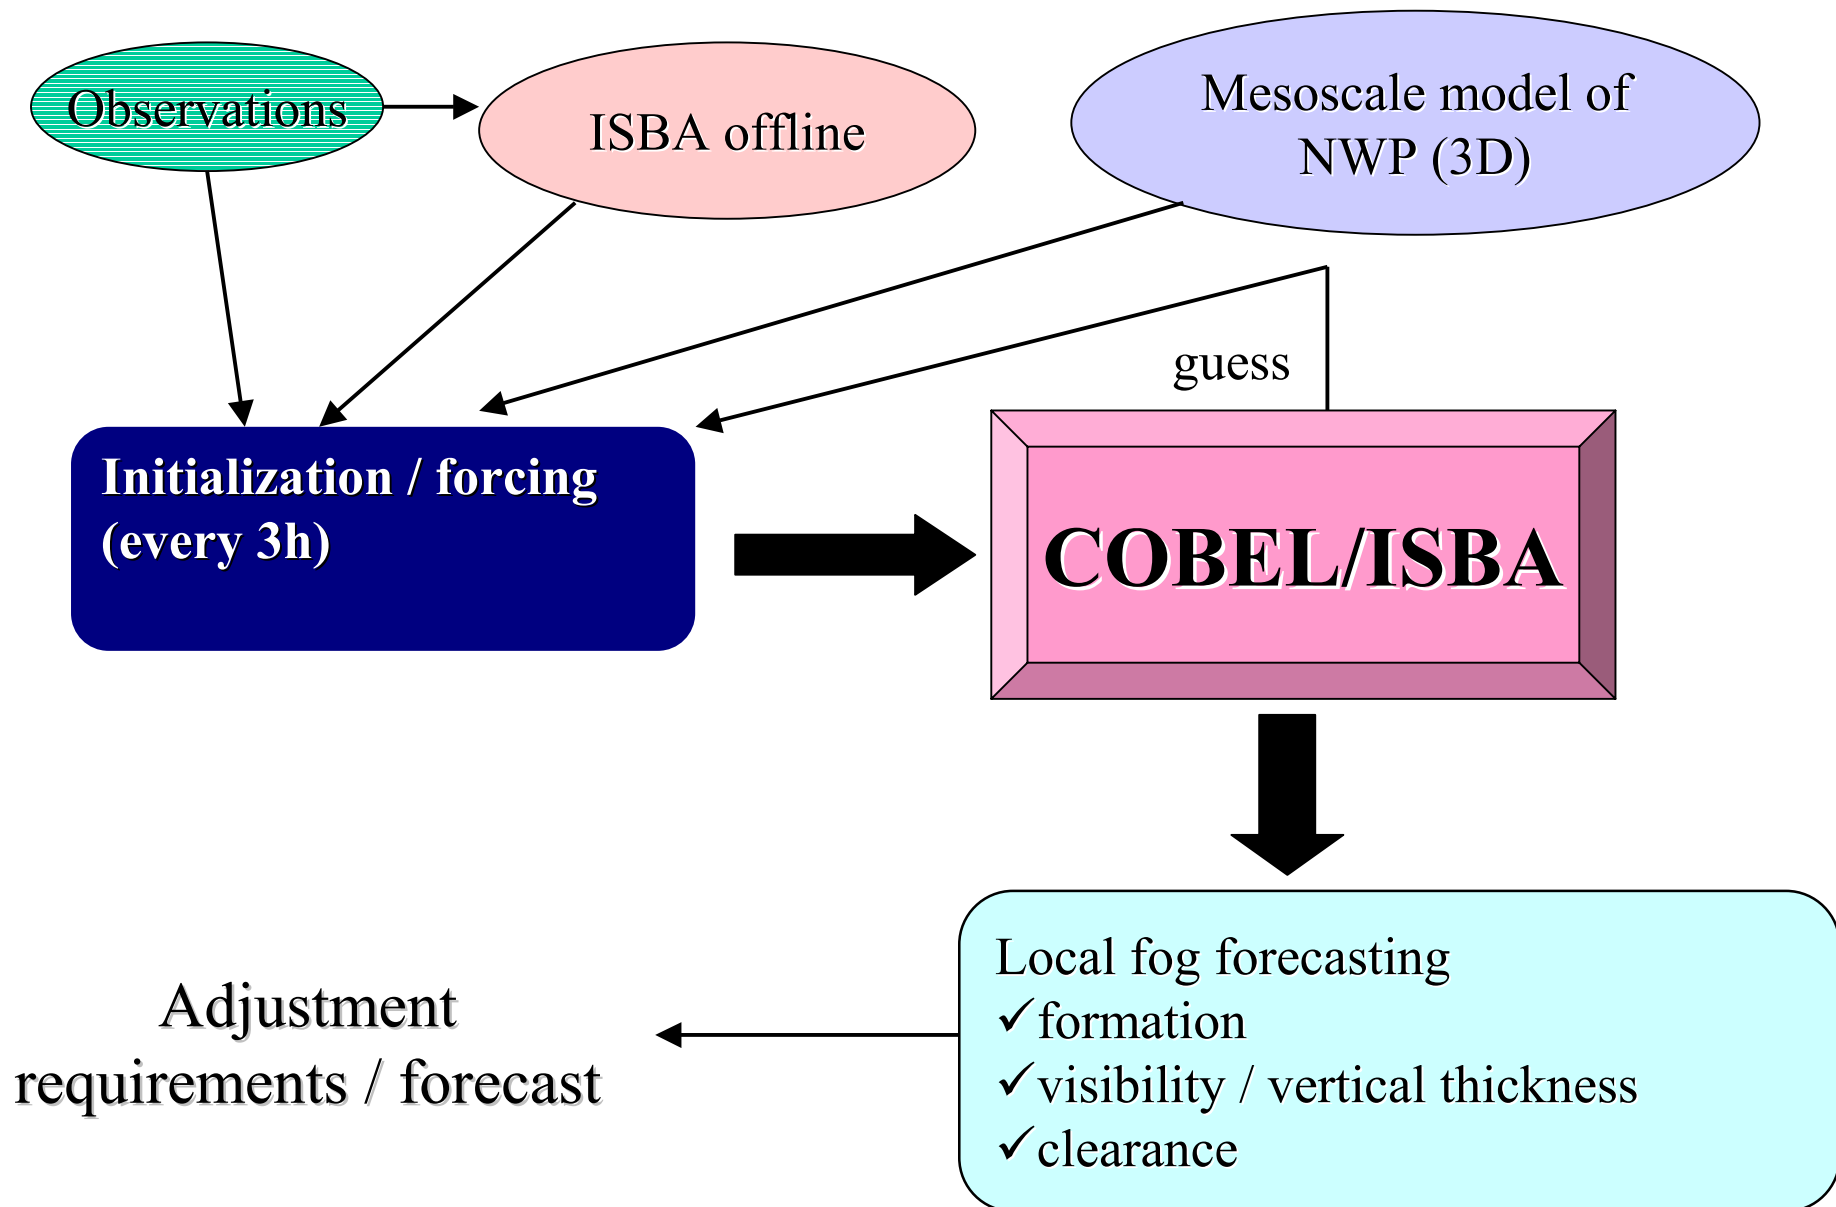 Observations
ISBA offline
Mesoscale model of
NWP (3D)
guess
Initialization / forcing
(every 3h)
COBEL/ISBA
Local fog forecasting
✓formation
✓visibility / vertical thickness
✓clearance
Adjustment
requirements / forecast